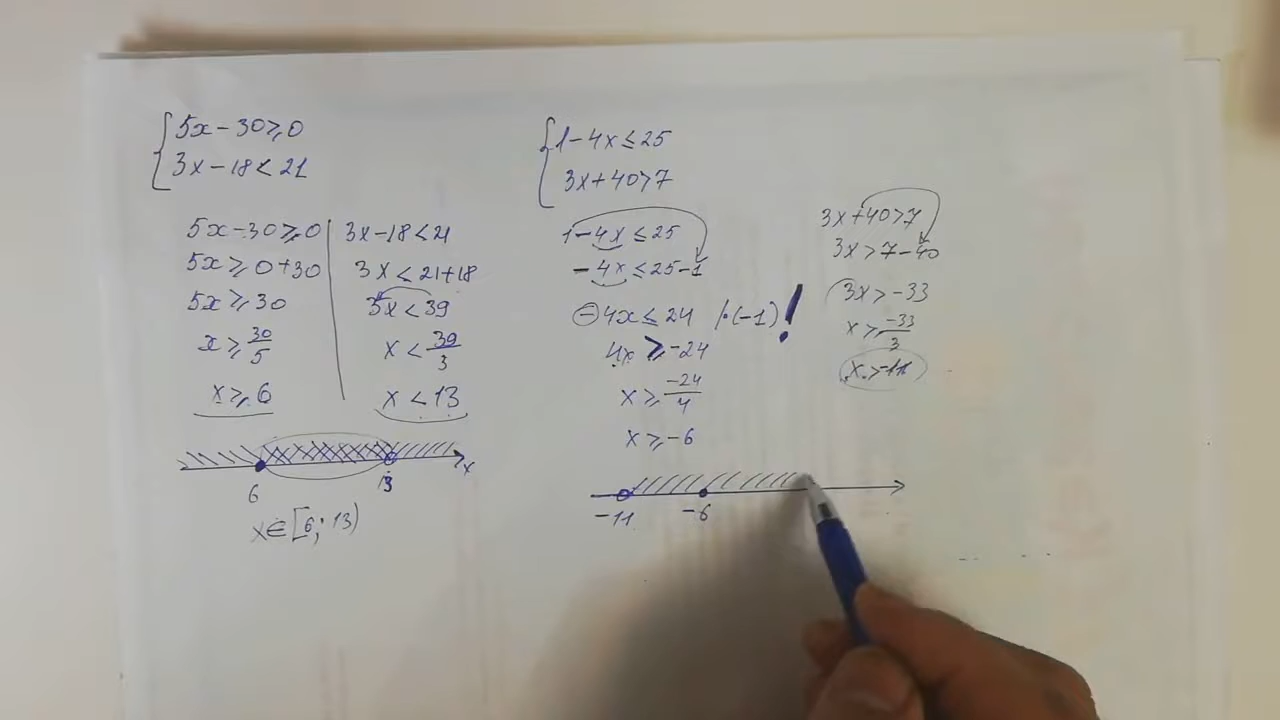 5x-30≥0
3x-18<21
5x-30≥0
5x≥0+30
5x≥30
x≥30/5
x≥6
3x-18<21
3x<21+18
3x<39
x<39/3
x<13
6 13 x
x∈[6;13)
1-4x≤25
3x+40>7
1-4x≤25
-4x≤25-1
-4x≤24 /·(-1) !
4x≥-24
x≥-24/4
x≥-6
3x+40>7
3x>7-40
3x>-33
x>-33/3
x>-11
-11 -6